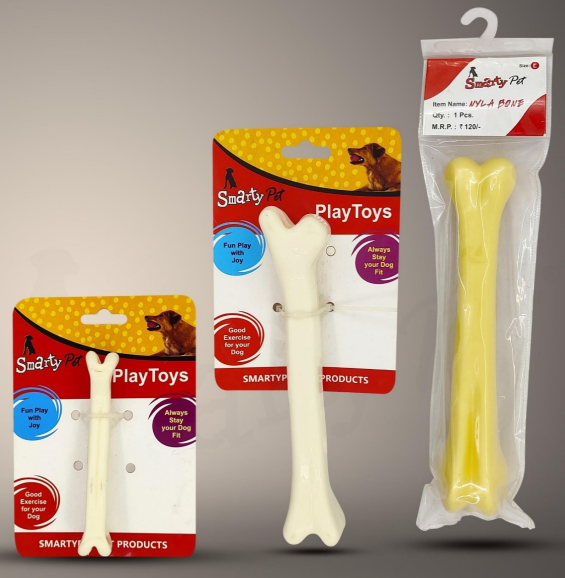 Smarty Pet
PlayToys
Fun Play
with
Joy
Always
Stay
your Dog
Fit
Good
Exercise
for your
Dog
PRODUCTS
Smarty Pet
PlayToys
Fun Play
with
Joy
Always
Stay
your Dog
Fit
Good
Exercise
for your
Dog
PRODUCTS
Size: E
Smarty Pet
Item Name: NYLA BONE
Qty. : 1 Pcs.
M.R.P. : ₹ 120/-